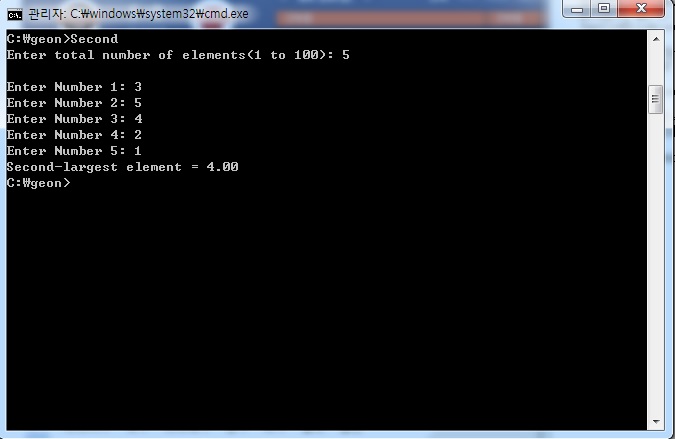 관리자: C:₩windows₩system32₩cmd.exe
C:₩geon>Second
Enter total number of elements(1 to 100): 5
Enter Number 1: 3
Enter Number 2: 5
Enter Number 3: 4
Enter Number 4: 2
Enter Number 5: 1
Second-largest element = 4.00
C:₩geon>